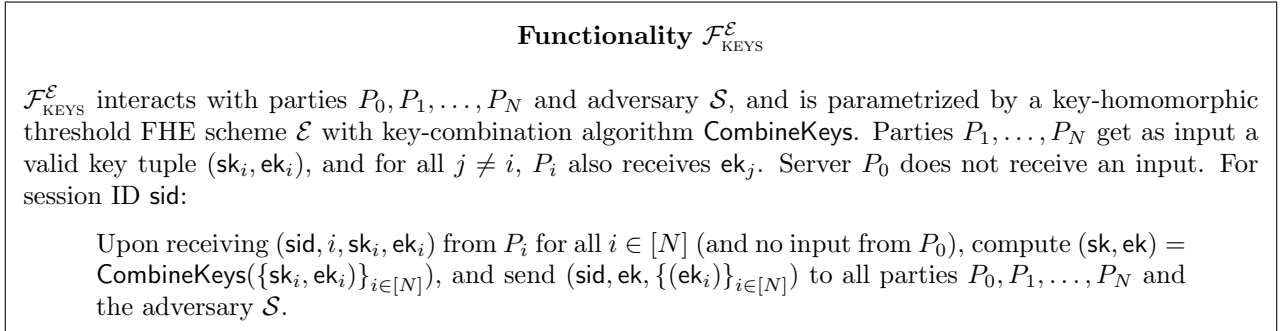 Functionality $\mathcal{F}_{\text{KEYS}}^{\mathcal{E}}$
$\mathcal{F}_{\text{KEYS}}^{\mathcal{E}}$ interacts with parties $P_0, P_1, \ldots, P_N$ and adversary $\mathcal{S}$, and is parametrized by a key-homomorphic
threshold FHE scheme $\mathcal{E}$ with key-combination algorithm CombineKeys. Parties $P_1, \ldots, P_N$ get as input a
valid key tuple $(\mathsf{sk}_i, \mathsf{ek}_i)$, and for all $j \neq i$, $P_i$ also receives $\mathsf{ek}_j$. Server $P_0$ does not receive an input. For
session ID sid:
Upon receiving $(\mathsf{sid}, i, \mathsf{sk}_i, \mathsf{ek}_i)$ from $P_i$ for all $i \in [N]$ (and no input from $P_0$), compute $(\mathsf{sk}, \mathsf{ek}) =$
$\mathsf{CombineKeys}(\{\mathsf{sk}_i, \mathsf{ek}_i)\}_{i \in [N]})$, and send $(\mathsf{sid}, \mathsf{ek}, \{(\mathsf{ek}_i)\}_{i \in [N]})$ to all parties $P_0, P_1, \ldots, P_N$ and
the adversary $\mathcal{S}$.